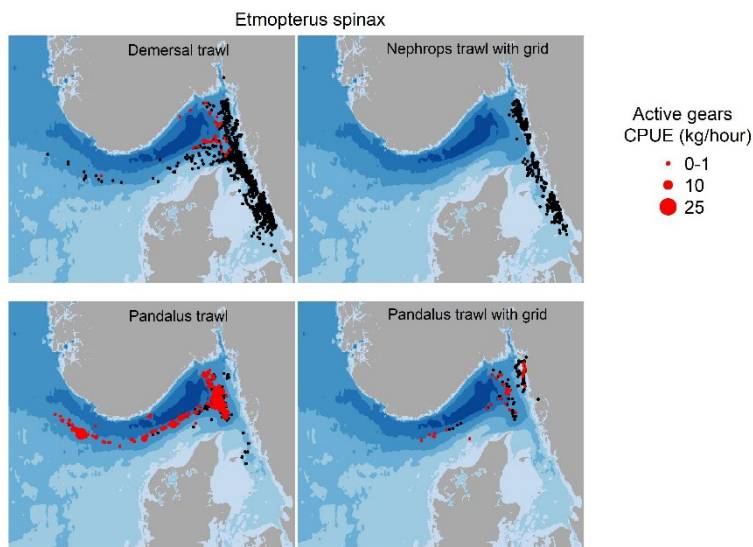 Etmopterus spinax
Demersal trawl
Nephrops trawl with grid
Pandalus trawl
Pandalus trawl with grid
Active gears
CPUE (kg/hour)
0-1
10
25